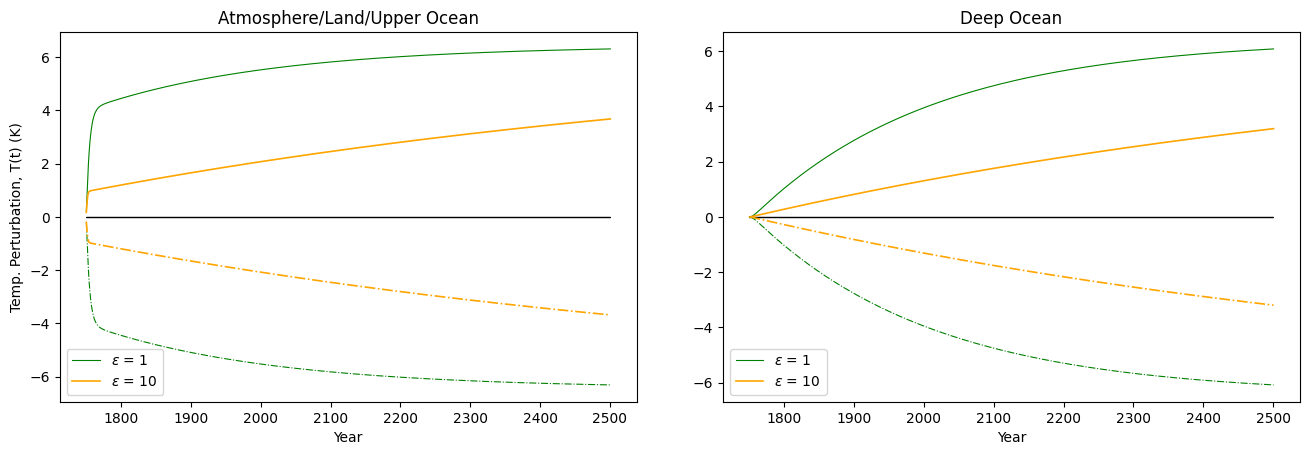 Atmosphere/Land/Upper Ocean
Temp. Perturbation, T(t) (K)
6
4
2
0
−2
−4
−6
ε = 1
ε = 10
1800 1900 2000 2100 2200 2300 2400 2500
Year
Deep Ocean
6
4
2
0
−2
−4
−6
ε = 1
ε = 10
1800 1900 2000 2100 2200 2300 2400 2500
Year